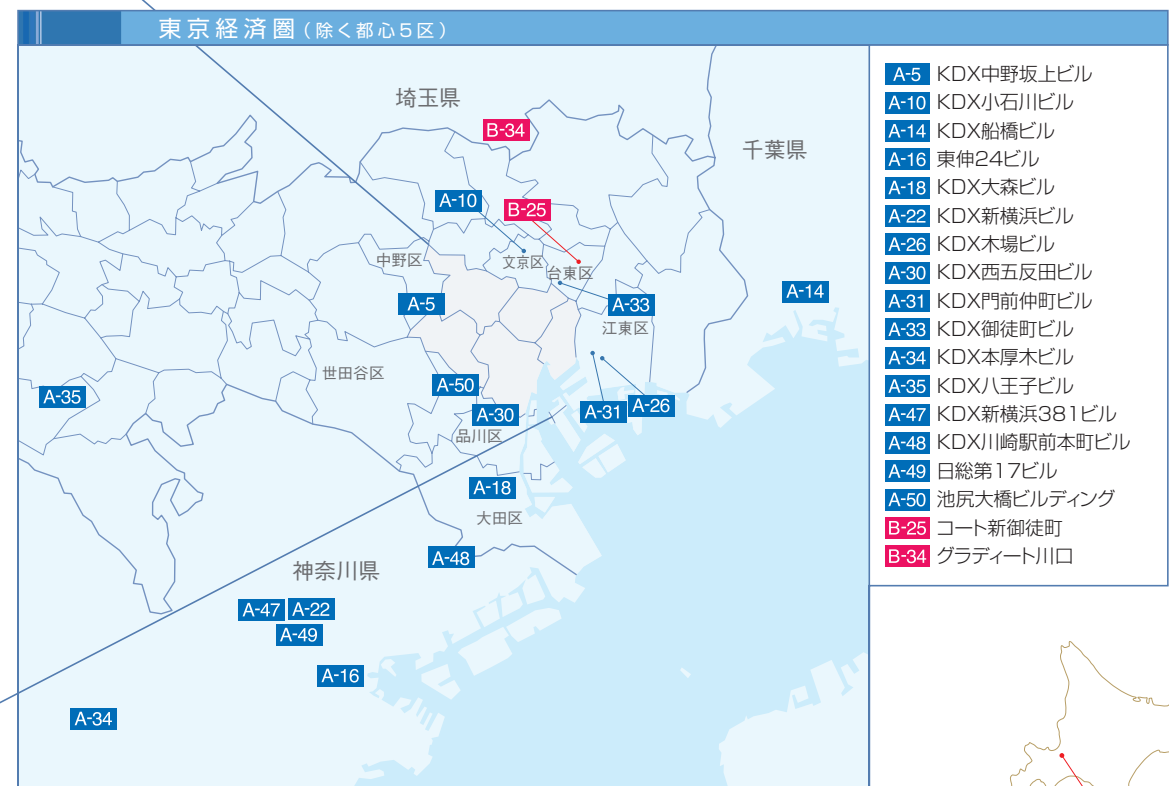 東京経済圏(除く都心5区)
埼玉県
B-34
千葉県
A-10
B-25
中野区
文京区
台東区
A-5
A-33
A-14
江東区
世田谷区
A-35
A-50
A-30
A-31
A-26
品川区
A-18
大田区
A-48
神奈川県
A-47
A-22
A-49
A-16
A-34
A-5 KDX中野坂上ビル
A-10 KDX小石川ビル
A-14 KDX船橋ビル
A-16 東伸24ビル
A-18 KDX大森ビル
A-22 KDX新横浜ビル
A-26 KDX木場ビル
A-30 KDX西五反田ビル
A-31 KDX門前仲町ビル
A-33 KDX御徒町ビル
A-34 KDX本厚木ビル
A-35 KDX八王子ビル
A-47 KDX新横浜381ビル
A-48 KDX川崎駅前本町ビル
A-49 日総第17ビル
A-50 池尻大橋ビルディング
B-25 コート新御徒町
B-34 グラディート川口